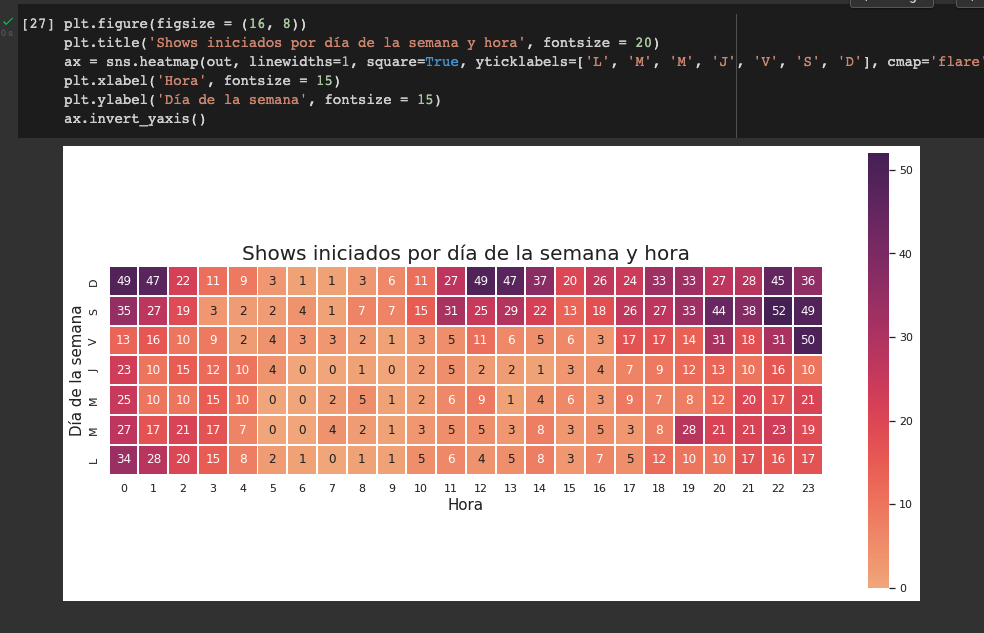 [27] plt.figure(figsize = (16, 8))
plt.title('Shows iniciados por día de la semana y hora', fontsize = 20)
0s
ax = sns.heatmap(out, linewidths=1, square=True, yticklabels=['L', 'M', 'M', 'J', 'V', 'S', 'D'], cmap='flare'
plt.xlabel('Hora', fontsize = 15)
plt.ylabel('Día de la semana', fontsize = 15)
ax.invert_yaxis()
Shows iniciados por día de la semana y hora
D 49 47 22 11 9 3 1 1 3 6 11 27 49 47 37 20 26 24 33 33 27 28 45 36
S 35 27 19 3 2 2 4 1 7 7 15 31 25 29 22 13 18 26 27 33 44 38 52 49
V 13 16 10 9 2 4 3 3 2 1 3 5 11 6 5 6 3 17 17 14 31 18 31 50
J 23 10 15 12 10 4 0 0 1 0 2 5 2 2 1 3 4 7 9 12 13 10 16 10
M 25 10 10 15 10 0 0 2 5 1 2 6 9 1 4 6 3 9 7 8 12 20 17 21
M 27 17 21 17 7 0 0 4 2 1 3 5 5 3 8 3 5 3 8 28 21 21 23 19
L 34 28 20 15 8 2 1 0 1 1 5 6 4 5 8 3 7 5 12 10 10 17 16 17
0 1 2 3 4 5 6 7 8 9 10 11 12 13 14 15 16 17 18 19 20 21 22 23
Hora
Día de la semana
50
40
30
20
10
0